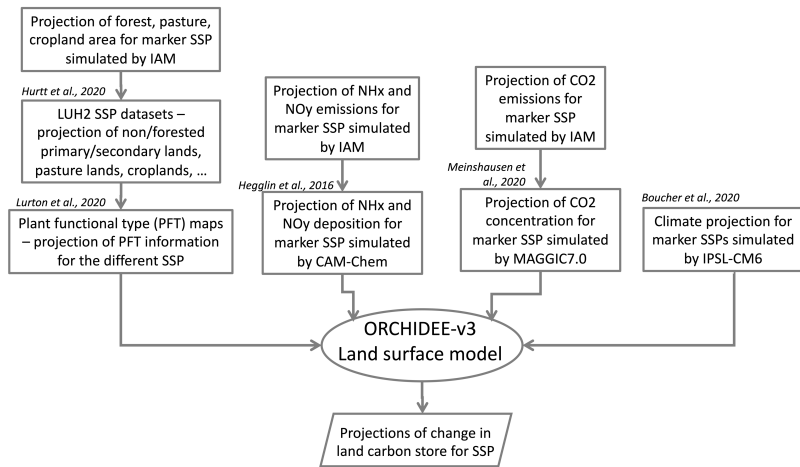 Projection of forest, pasture,
cropland area for marker SSP
simulated by IAM
Hurtt et al., 2020
LUH2 SSP datasets –
projection of non/forested
primary/secondary lands,
pasture lands, croplands, ...
Lurton et al., 2020
Plant functional type (PFT) maps
– projection of PFT information
for the different SSP
Projection of NHx and
NOy emissions for
marker SSP simulated
by IAM
Hegglin et al., 2016
Projection of NHx and
NOy deposition for
marker SSP simulated
by CAM-Chem
Projection of CO2
emissions for
marker SSP
simulated by IAM
Meinshausen et
al., 2020
Projection of CO2
concentration for
marker SSP simulated
by MAGGIC7.0
Boucher et al., 2020
Climate projection for
marker SSPs simulated
by IPSL-CM6
ORCHIDEE-v3
Land surface model
Projections of change in
land carbon store for SSP